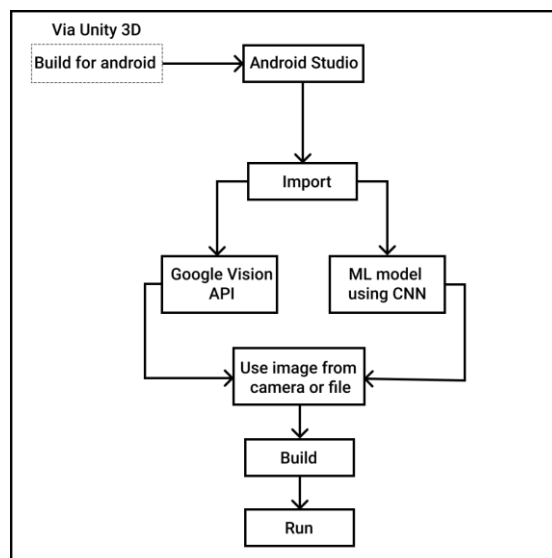 Via Unity 3D
Build for android
Android Studio
Import
Google Vision
API
ML model
using CNN
Use image from
camera or file
Build
Run